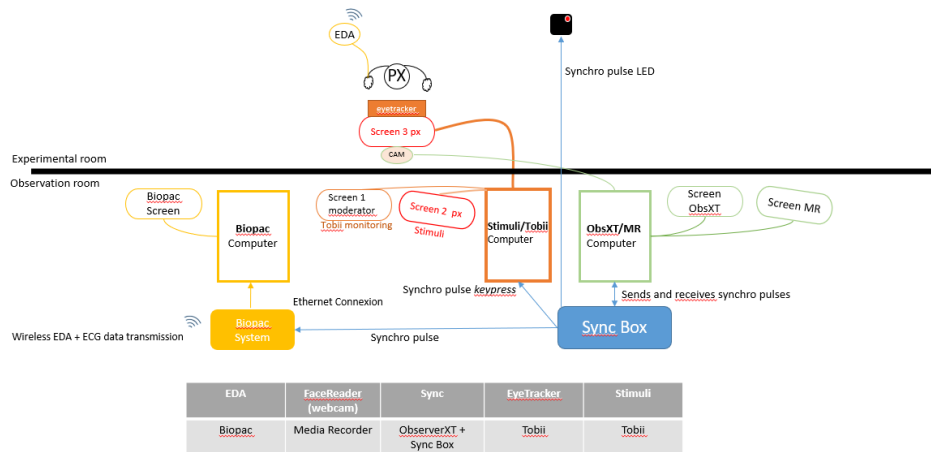 EDA
PX
Synchro pulse LED
eyetracker
Screen 3 px
CAM
Experimental room
Observation room
Biopac
Screen
Biopac
Computer
Screen 1
moderator
Tobii monitoring
Screen 2 px
Stimuli
Stimuli/Tobii
Computer
ObsXT/MR
Computer
Screen
ObsXT
Screen MR
Synchro pulse keypress
Sends and receives synchro pulses
Ethernet Connexion
Wireless EDA + ECG data transmission
Biopac
System
Synchro pulse
Sync Box
EDA
FaceReader
(webcam)
Sync
EyeTracker
Stimuli
Biopac
Media Recorder
ObserverXT +
Sync Box
Tobii
Tobii